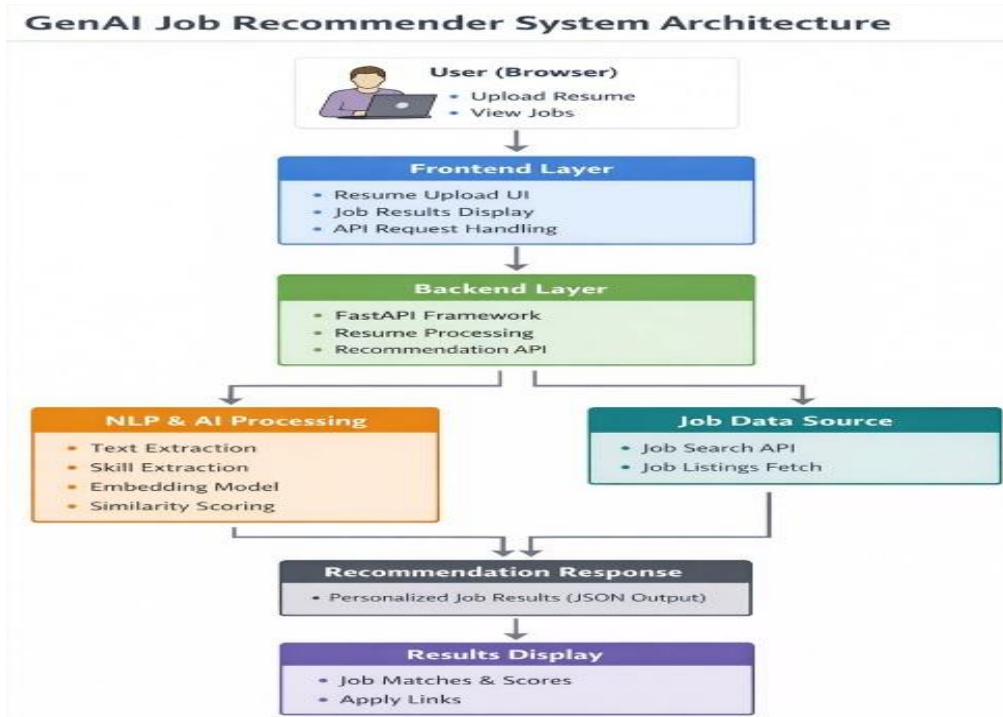 GenAI Job Recommender System Architecture
User (Browser)
• Upload Resume
• View Jobs
Frontend Layer
• Resume Upload UI
• Job Results Display
• API Request Handling
Backend Layer
• FastAPI Framework
• Resume Processing
• Recommendation API
NLP & AI Processing
• Text Extraction
• Skill Extraction
• Embedding Model
• Similarity Scoring
Job Data Source
• Job Search API
• Job Listings Fetch
Recommendation Response
• Personalized Job Results (JSON Output)
Results Display
• Job Matches & Scores
• Apply Links